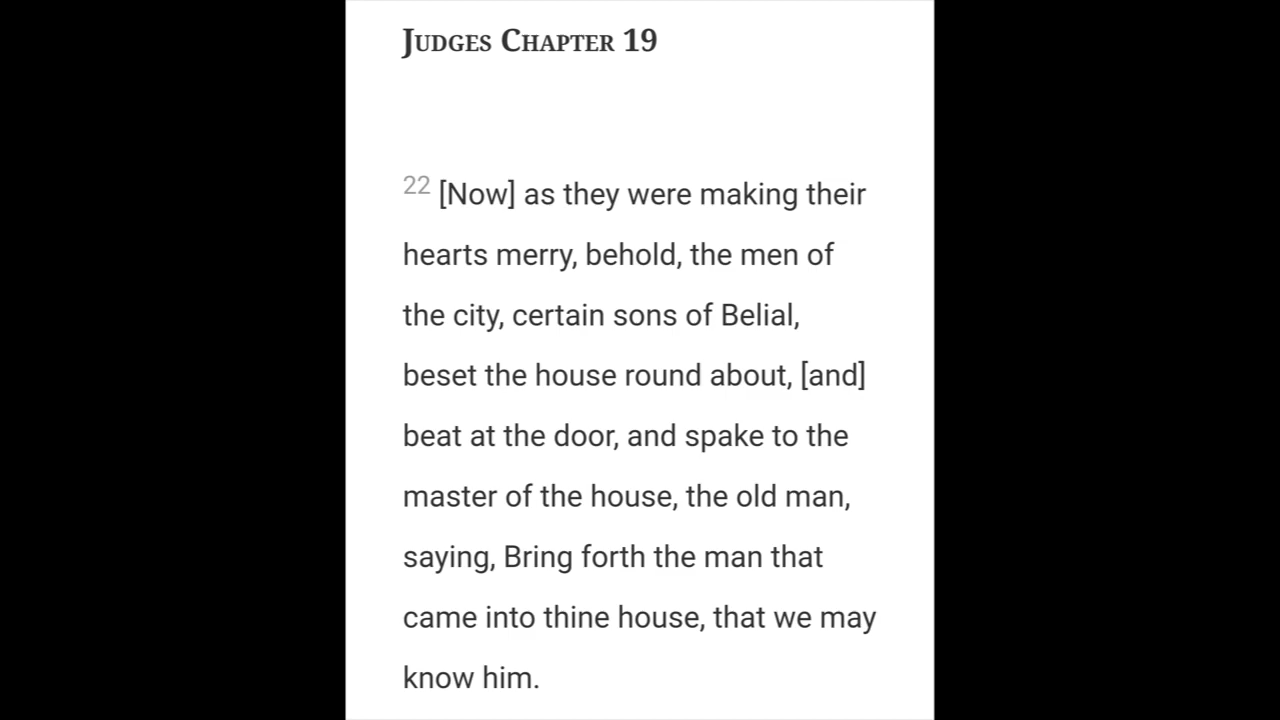 Judges Chapter 19
22 [Now] as they were making their
hearts merry, behold, the men of
the city, certain sons of Belial,
beset the house round about, [and]
beat at the door, and spake to the
master of the house, the old man,
saying, Bring forth the man that
came into thine house, that we may
know him.